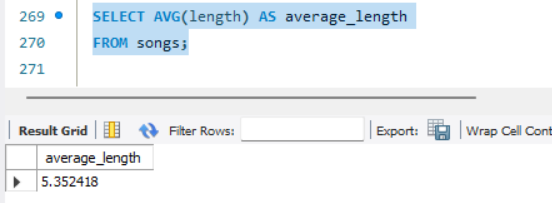 269 SELECT AVG(length) AS average_length
270 FROM songs;
271
Result Grid Filter Rows: Export: Wrap Cell Cont
average_length
5.352418